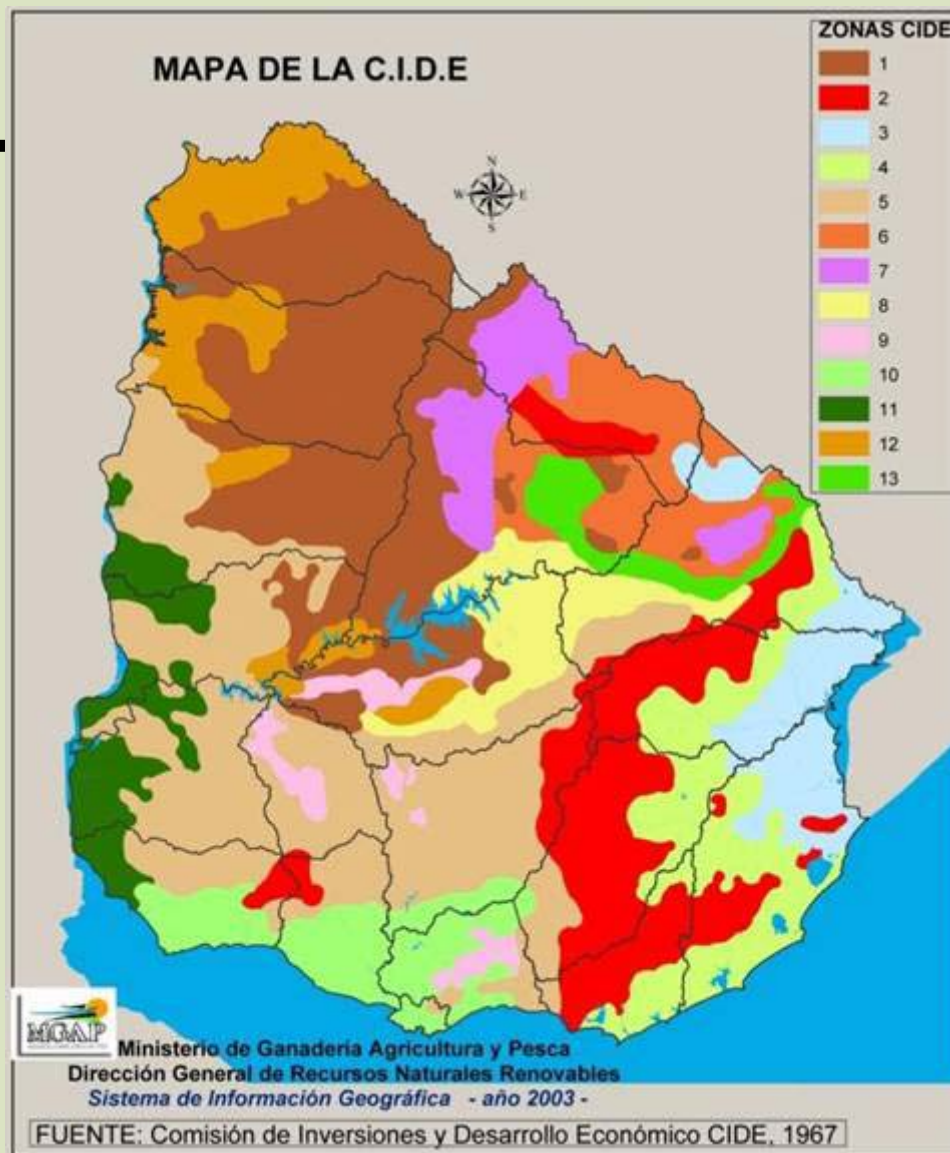 MAPA DE LA C.I.D.E
ZONAS CIDE
1
2
3
4
5
6
7
8
9
10
11
12
13
N
W E
S
MGAP
Ministerio de Ganaderia Agricultura y Pesca
Dirección General de Recursos Naturales Renovables
Sistema de Información Geográfica - año 2003 -
FUENTE: Comisión de Inversiones y Desarrollo Económico CIDE, 1967